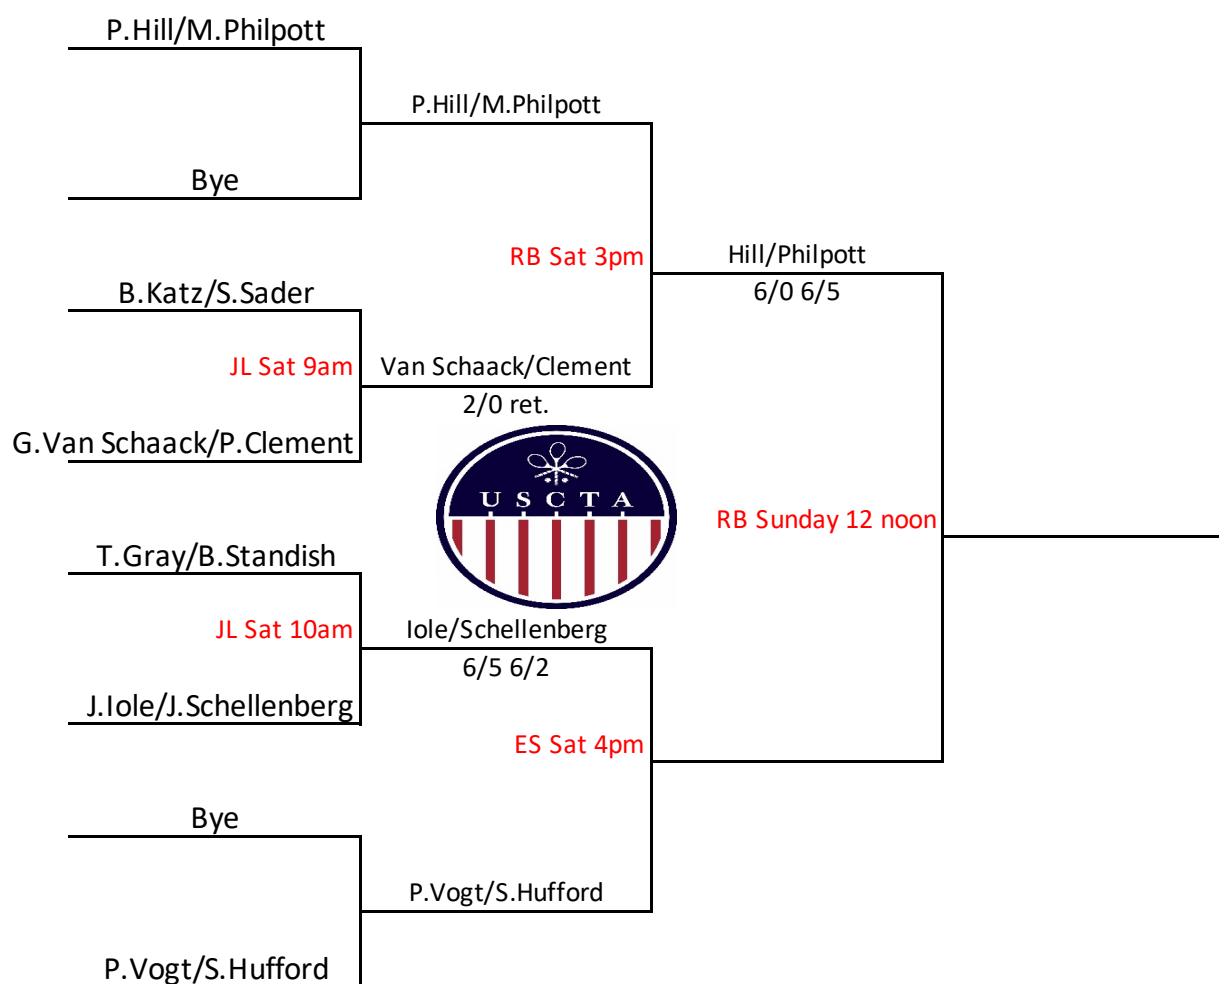 P.Hill/M.Philpott
P.Hill/M.Philpott
Bye
RB Sat 3pm
Hill/Philpott
6/0 6/5
B.Katz/S.Sader
JL Sat 9am
Van Schaack/Clement
2/0 ret.
G.Van Schaack/P.Clement
USCTA
RB Sunday 12 noon
T.Gray/B.Standish
JL Sat 10am
Iole/Schellenberg
6/5 6/2
J.Iole/J.Schellenberg
ES Sat 4pm
Bye
P.Vogt/S.Hufford
P.Vogt/S.Hufford